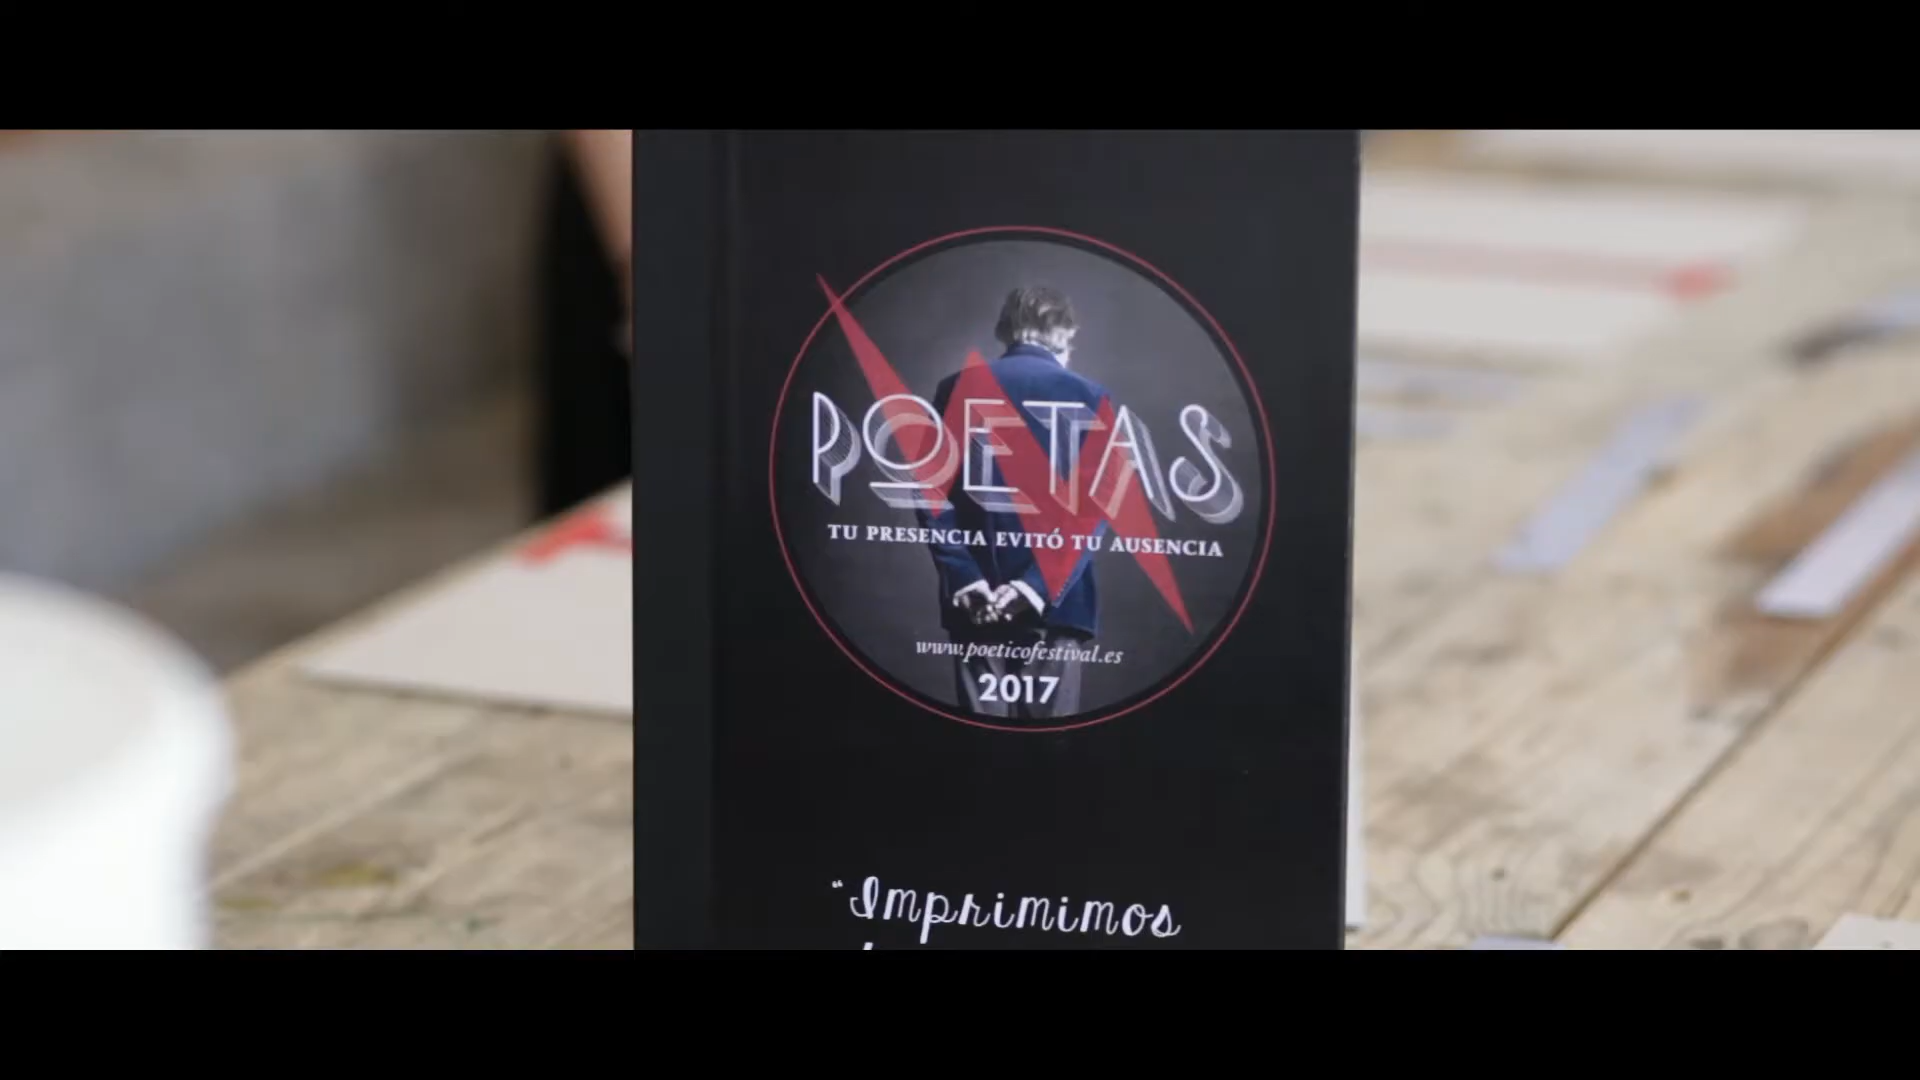 POETAS
TU PRESENCIA EVITÓ TU AUSENCIA
www.poeticofestival.es
2017
“Imprimimos